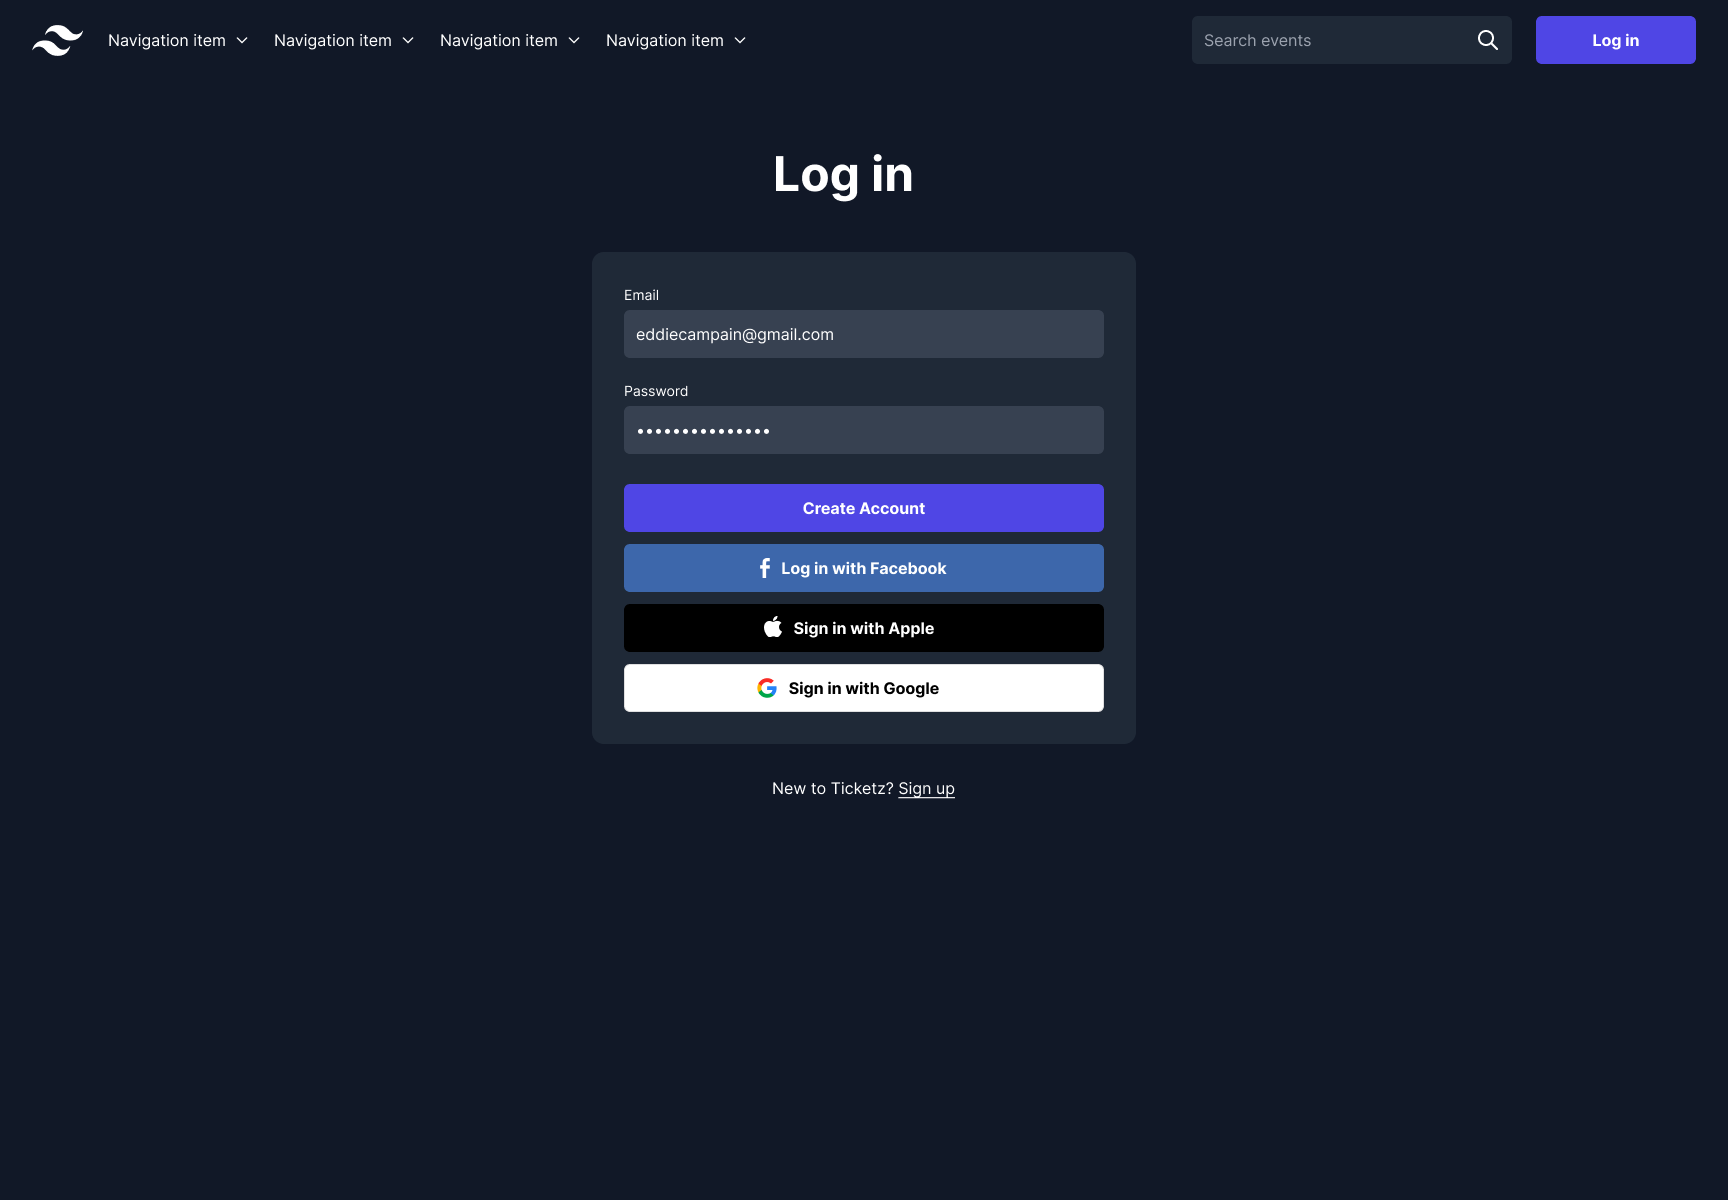 Navigation item Navigation item Navigation item Navigation item Search events Log in
Log in
Email
eddiecampain@gmail.com
Password
•••••••••••••••
Create Account
Log in with Facebook
Sign in with Apple
Sign in with Google
New to Ticketz? Sign up